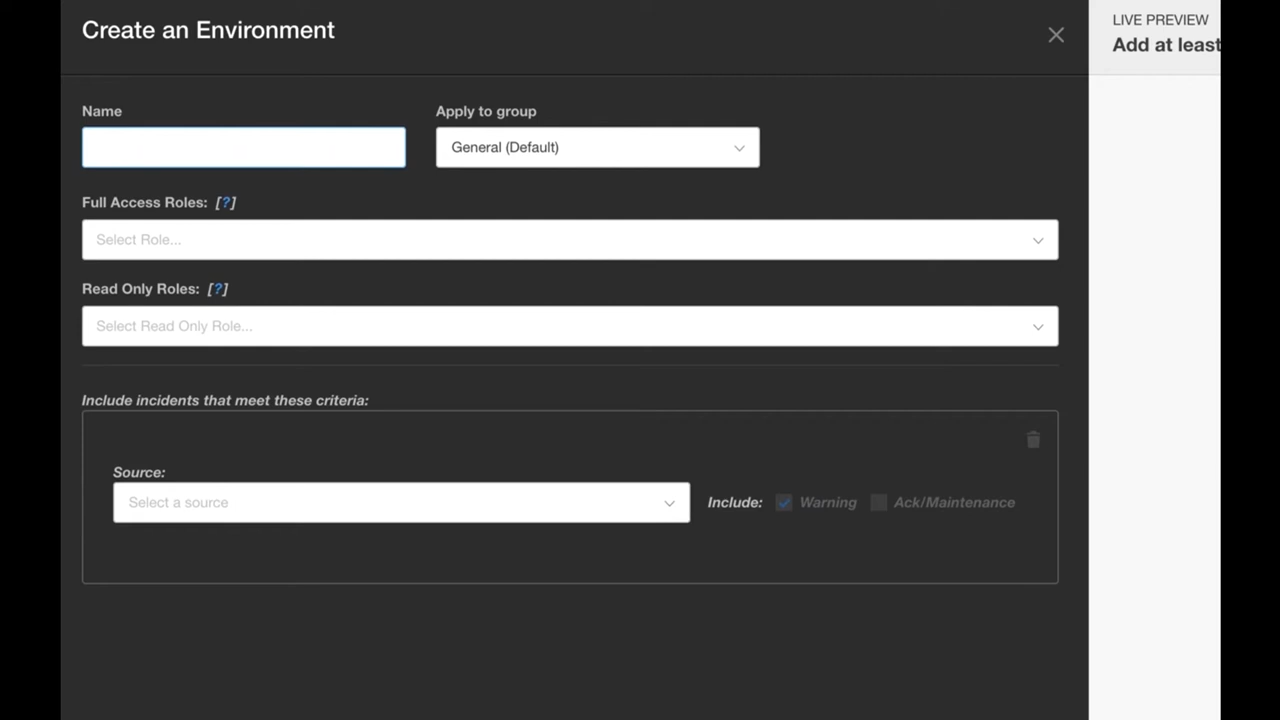 Create an Environment
LIVE PREVIEW
Add at least
Name
Apply to group
General (Default)
Full Access Roles: [?]
Select Role...
Read Only Roles: [?]
Select Read Only Role...
Include incidents that meet these criteria:
Source:
Select a source
Include: Warning Ack/Maintenance